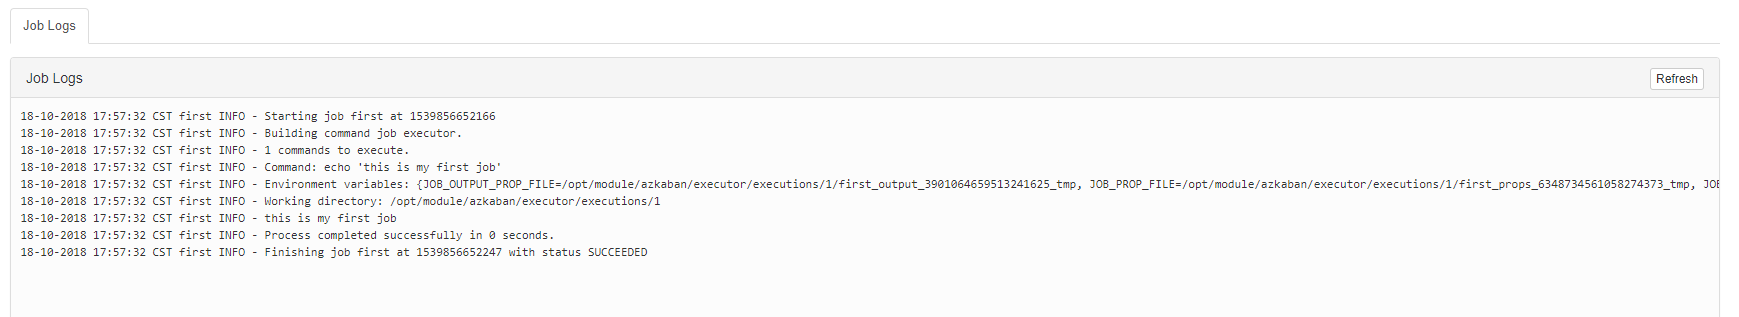 Job Logs
Job Logs
Refresh
18-10-2018 17:57:32 CST first INFO - Starting job first at 1539856652166
18-10-2018 17:57:32 CST first INFO - Building command job executor.
18-10-2018 17:57:32 CST first INFO - 1 commands to execute.
18-10-2018 17:57:32 CST first INFO - Command: echo 'this is my first job'
18-10-2018 17:57:32 CST first INFO - Environment variables: {JOB_OUTPUT_PROP_FILE=/opt/module/azkaban/executor/executions/1/first_output_3901064659513241625_tmp, JOB_PROP_FILE=/opt/module/azkaban/executor/executions/1/first_props_6348734561058274373_tmp,
18-10-2018 17:57:32 CST first INFO - Working directory: /opt/module/azkaban/executor/executions/1
18-10-2018 17:57:32 CST first INFO - this is my first job
18-10-2018 17:57:32 CST first INFO - Process completed successfully in 0 seconds.
18-10-2018 17:57:32 CST first INFO - Finishing job first at 1539856652247 with status SUCCEEDED